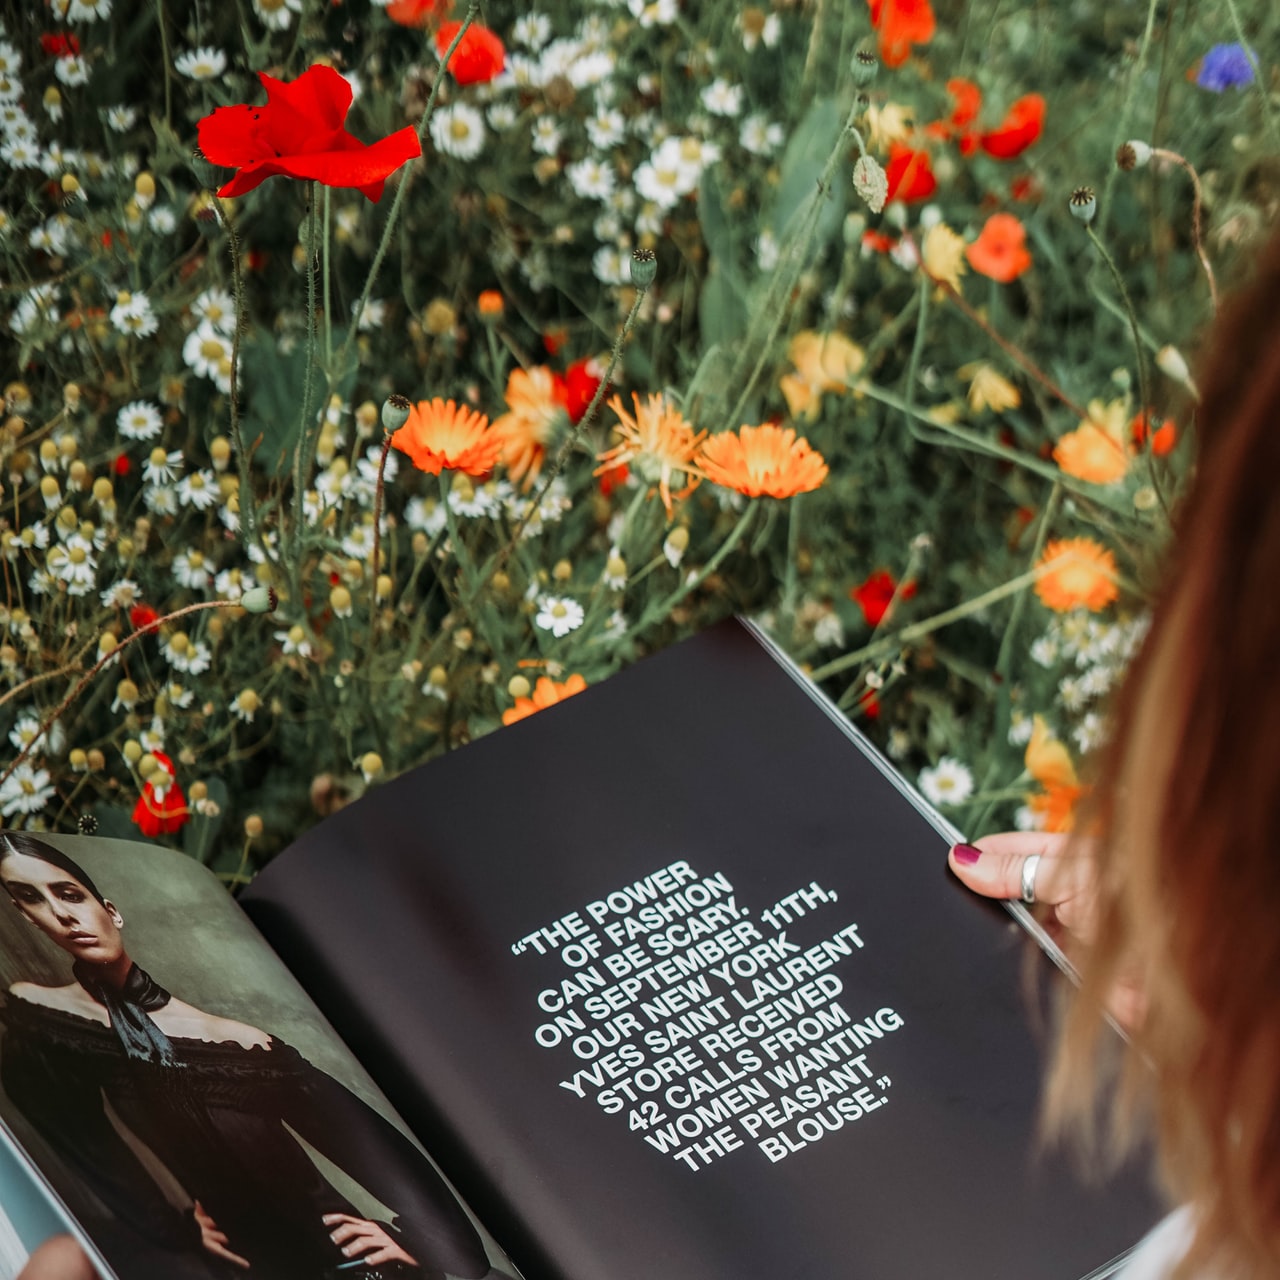 “THE POWER
OF FASHION
CAN BE SCARY.
ON SEPTEMBER 11TH,
OUR NEW YORK
YVES SAINT LAURENT
STORE RECEIVED
42 CALLS FROM
WOMEN WANTING
THE PEASANT
BLOUSE.”